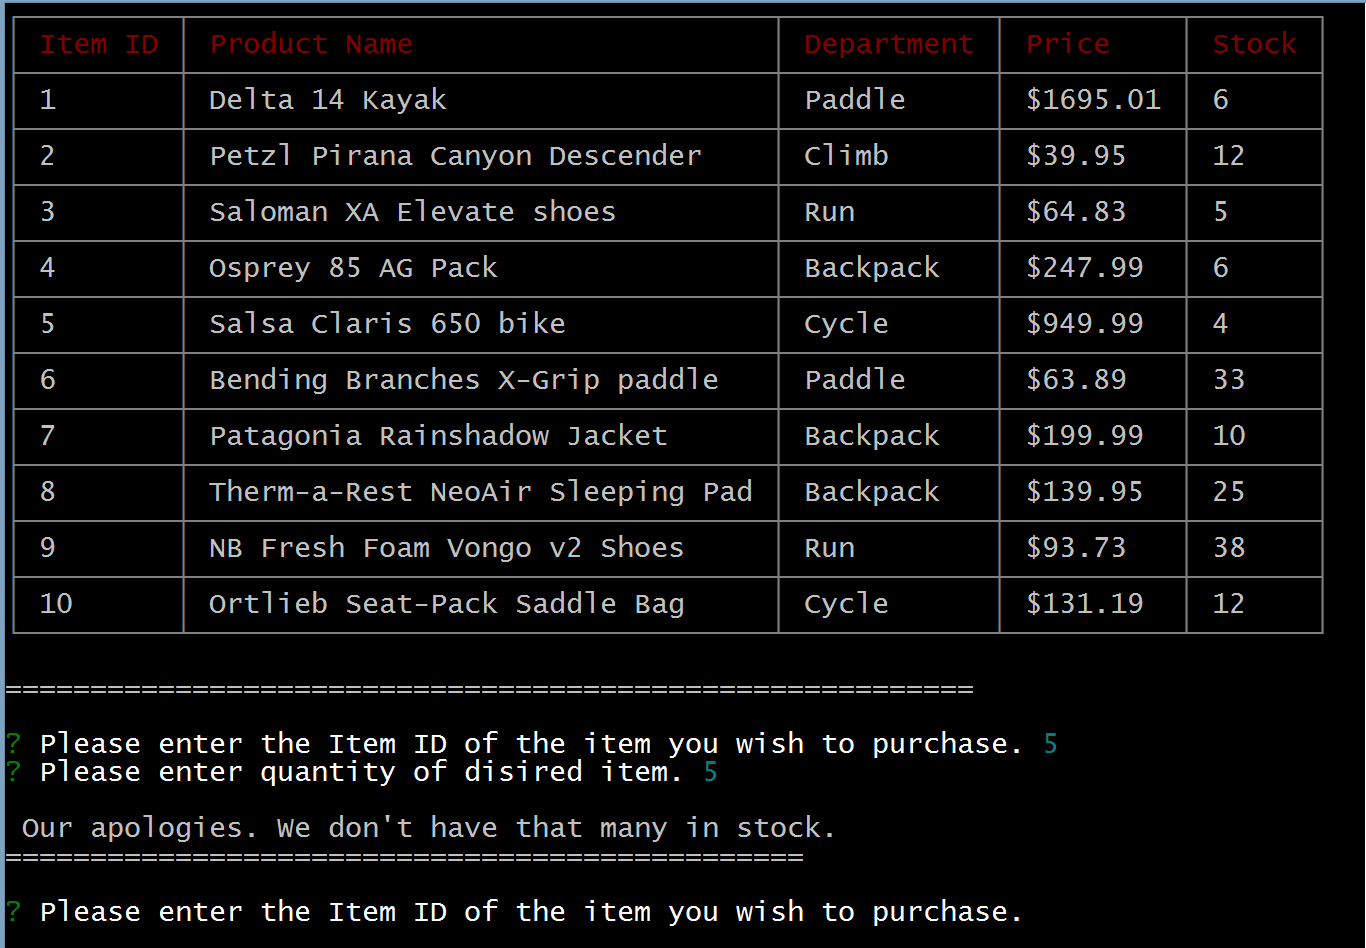 Item ID Product Name Department Price Stock
1 Delta 14 Kayak Paddle $1695.01 6
2 Petzl Pirana Canyon Descender Climb $39.95 12
3 Saloman XA Elevate shoes Run $64.83 5
4 Osprey 85 AG Pack Backpack $247.99 6
5 Salsa Claris 650 bike Cycle $949.99 4
6 Bending Branches X-Grip paddle Paddle $63.89 33
7 Patagonia Rainshadow Jacket Backpack $199.99 10
8 Therm-a-Rest NeoAir Sleeping Pad Backpack $139.95 25
9 NB Fresh Foam Vongo v2 Shoes Run $93.73 38
10 Ortlieb Seat-Pack Saddle Bag Cycle $131.19 12
=========================================================
? Please enter the Item ID of the item you wish to purchase. 5
? Please enter quantity of disired item. 5
Our apologies. We don't have that many in stock.
===============================================
? Please enter the Item ID of the item you wish to purchase.